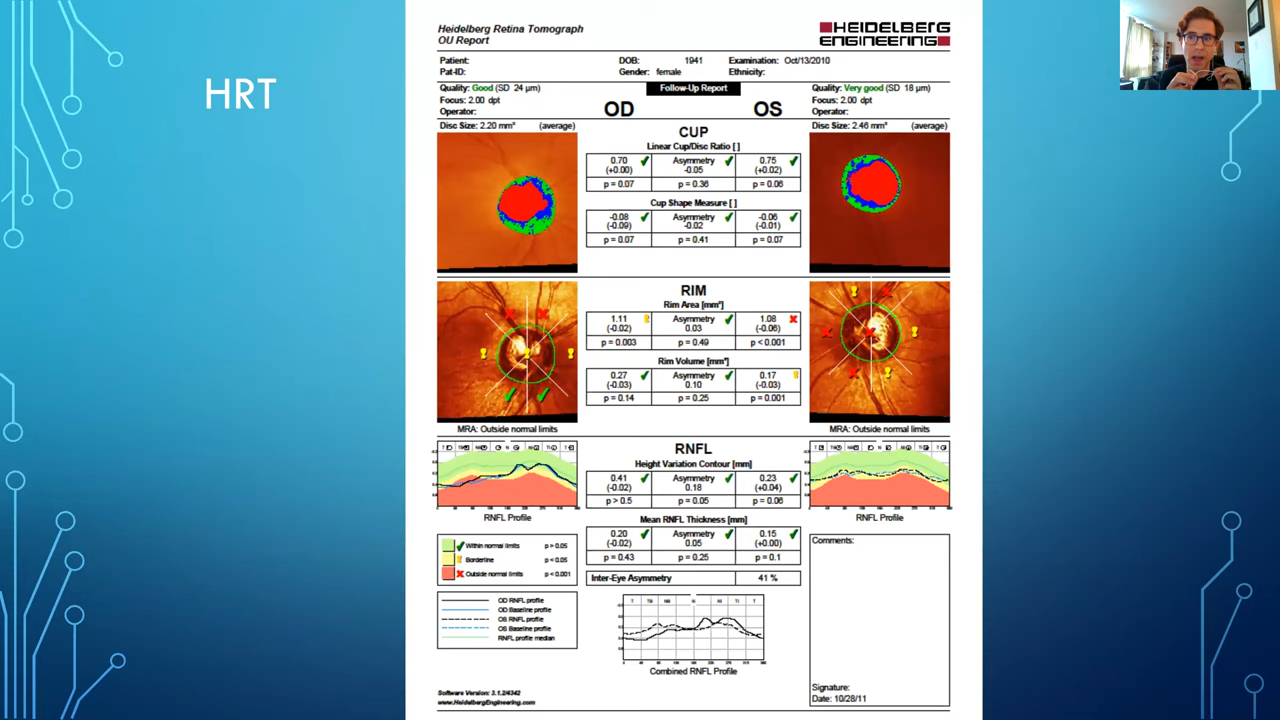 HRT
Heidelberg Retina Tomograph
OU Report
HEIDELBERG
ENGINEERING
Patient: DOB: 1941 Examination: Oct/13/2010
Pat-ID: Gender: female Ethnicity:
Quality: Good (SD 24 µm) Follow-Up Report Quality: Very good (SD 18 µm)
Focus: 2.00 dpt OD OS Focus: 2.00 dpt
Operator: Operator:
Disc Size: 2.20 mm² (average) Disc Size: 2.46 mm² (average)
CUP
Linear Cup/Disc Ratio [ ]
0.70 Asymmetry 0.75
(+0.00) -0.05 (+0.02)
p = 0.07 p = 0.36 p = 0.06
Cup Shape Measure [ ]
-0.08 Asymmetry -0.06
(-0.09) -0.02 (-0.01)
p = 0.07 p = 0.41 p = 0.07
RIM
Rim Area [mm²]
1.11 Asymmetry 1.08
(-0.02) 0.03 (-0.06)
p = 0.003 p = 0.49 p < 0.001
Rim Volume [mm³]
0.27 Asymmetry 0.17
(-0.03) 0.10 (-0.03)
p = 0.14 p = 0.25 p = 0.001
MRA: Outside normal limits MRA: Outside normal limits
RNFL
Height Variation Contour [mm]
0.41 Asymmetry 0.23
(-0.02) 0.18 (+0.04)
p > 0.5 p = 0.05 p = 0.06
RNFL Profile RNFL Profile
Mean RNFL Thickness [mm]
0.20 Asymmetry 0.15
(-0.02) 0.05 (+0.00)
p = 0.43 p = 0.25 p = 0.1
Inter-Eye Asymmetry 41 %
Within normal limits p > 0.05
Borderline p < 0.05
Outside normal limits p < 0.001
OD RNFL profile
OD Baseline profile
OS RNFL profile
OS Baseline profile
RNFL profile median
Combined RNFL Profile
Comments:
Signature:
Date: 10/28/11
Software Version: 3.1.2/4342
www.HeidelbergEngineering.com